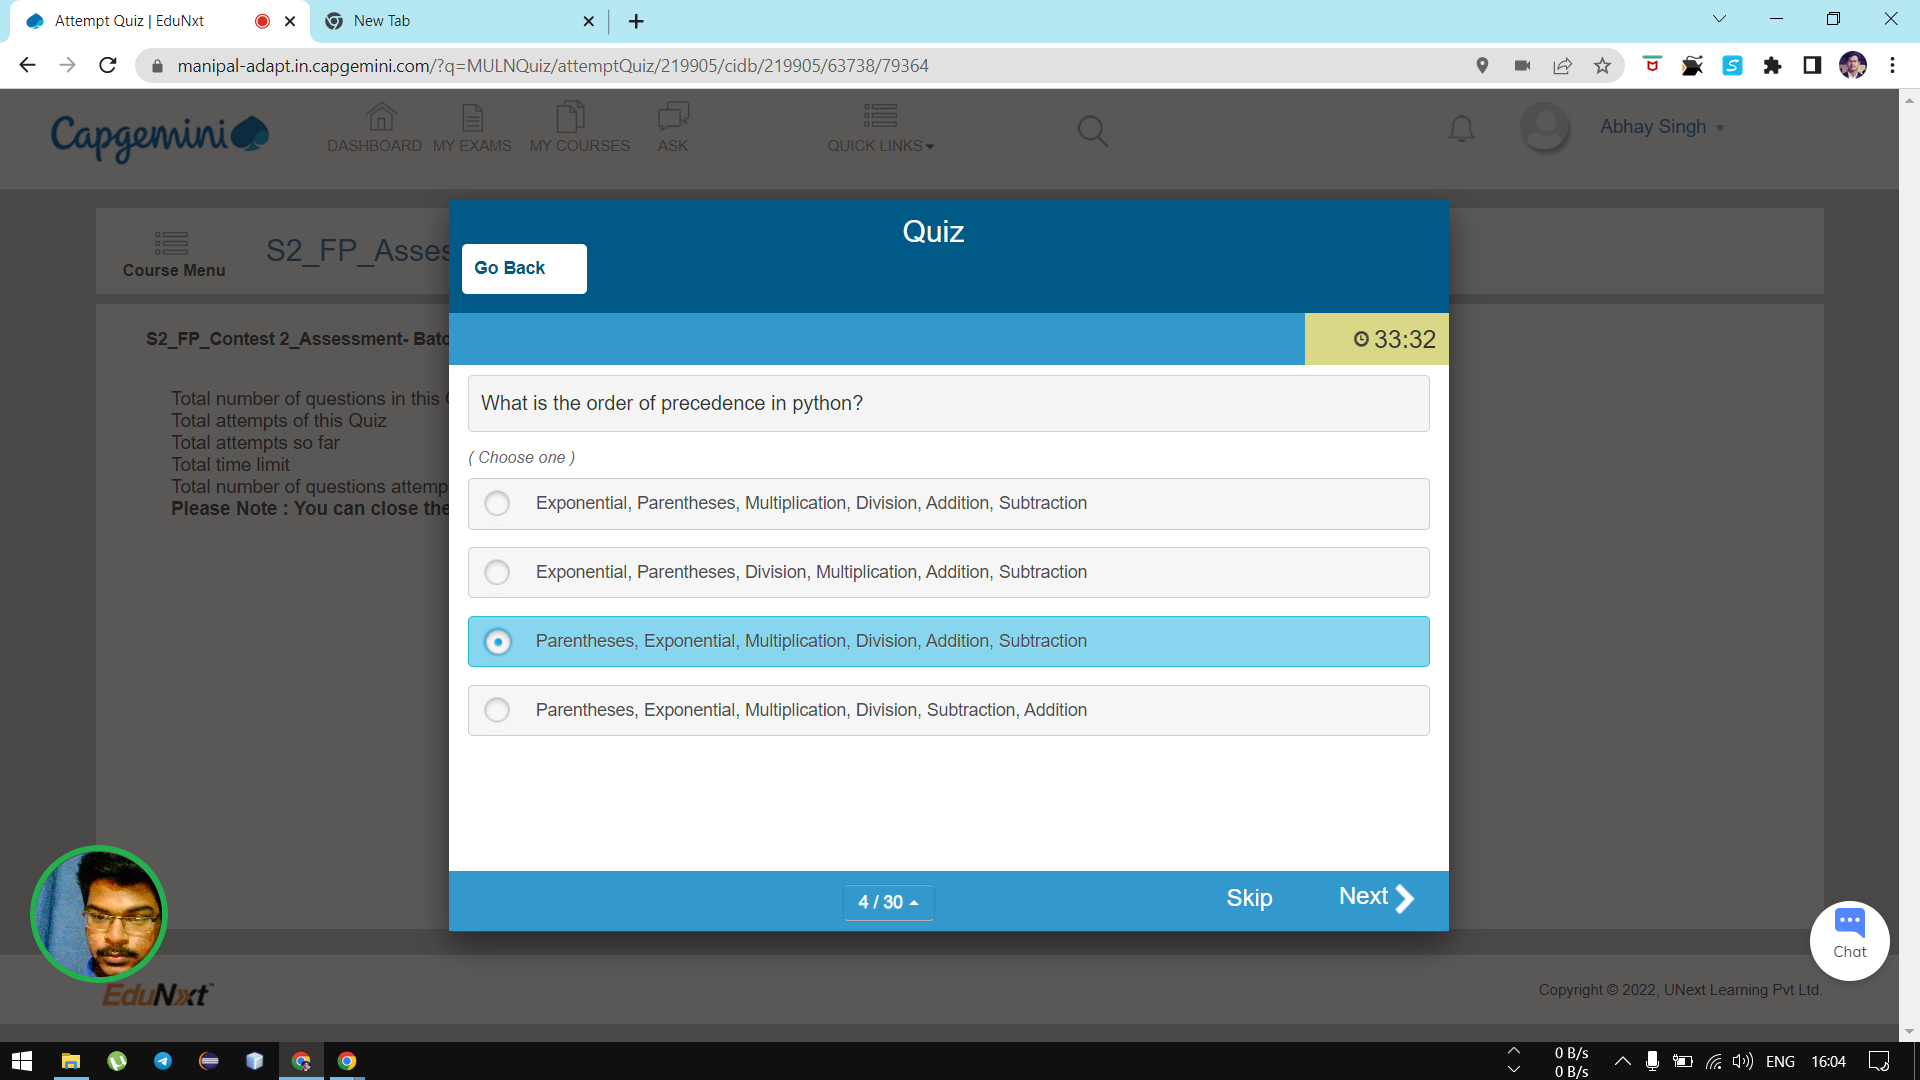 Attempt Quiz | EduNxt
New Tab
manipal-adapt.in.capgemini.com/?q=MULNQuiz/attemptQuiz/219905/cidb/219905/63738/79364
Capgemini
DASHBOARD
MY EXAMS
MY COURSES
ASK
QUICK LINKS
Abhay Singh
Course Menu
S2_FP_Asses
Quiz
Go Back
33:32
S2_FP_Contest 2_Assessment- Batc
Total number of questions in this
Total attempts of this Quiz
Total attempts so far
Total time limit
Total number of questions attemp
Please Note : You can close the
What is the order of precedence in python?
( Choose one )
Exponential, Parentheses, Multiplication, Division, Addition, Subtraction
Exponential, Parentheses, Division, Multiplication, Addition, Subtraction
Parentheses, Exponential, Multiplication, Division, Addition, Subtraction
Parentheses, Exponential, Multiplication, Division, Subtraction, Addition
4 / 30
Skip
Next
Chat
EduNxt
Copyright © 2022, UNext Learning Pvt Ltd.
0 B/s
0 B/s
ENG
16:04